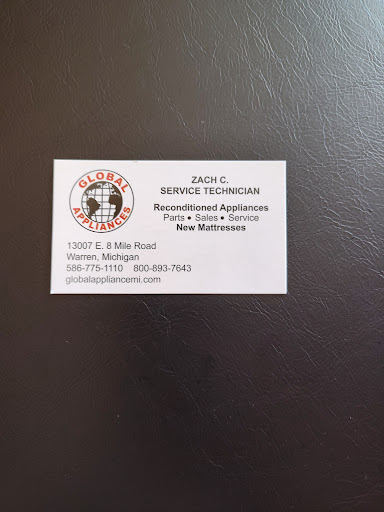 GLOBAL
APPLIANCES
ZACH C.
SERVICE TECHNICIAN
Reconditioned Appliances
Parts • Sales • Service
New Mattresses
13007 E. 8 Mile Road
Warren, Michigan
586-775-1110 800-893-7643
globalappliancemi.com